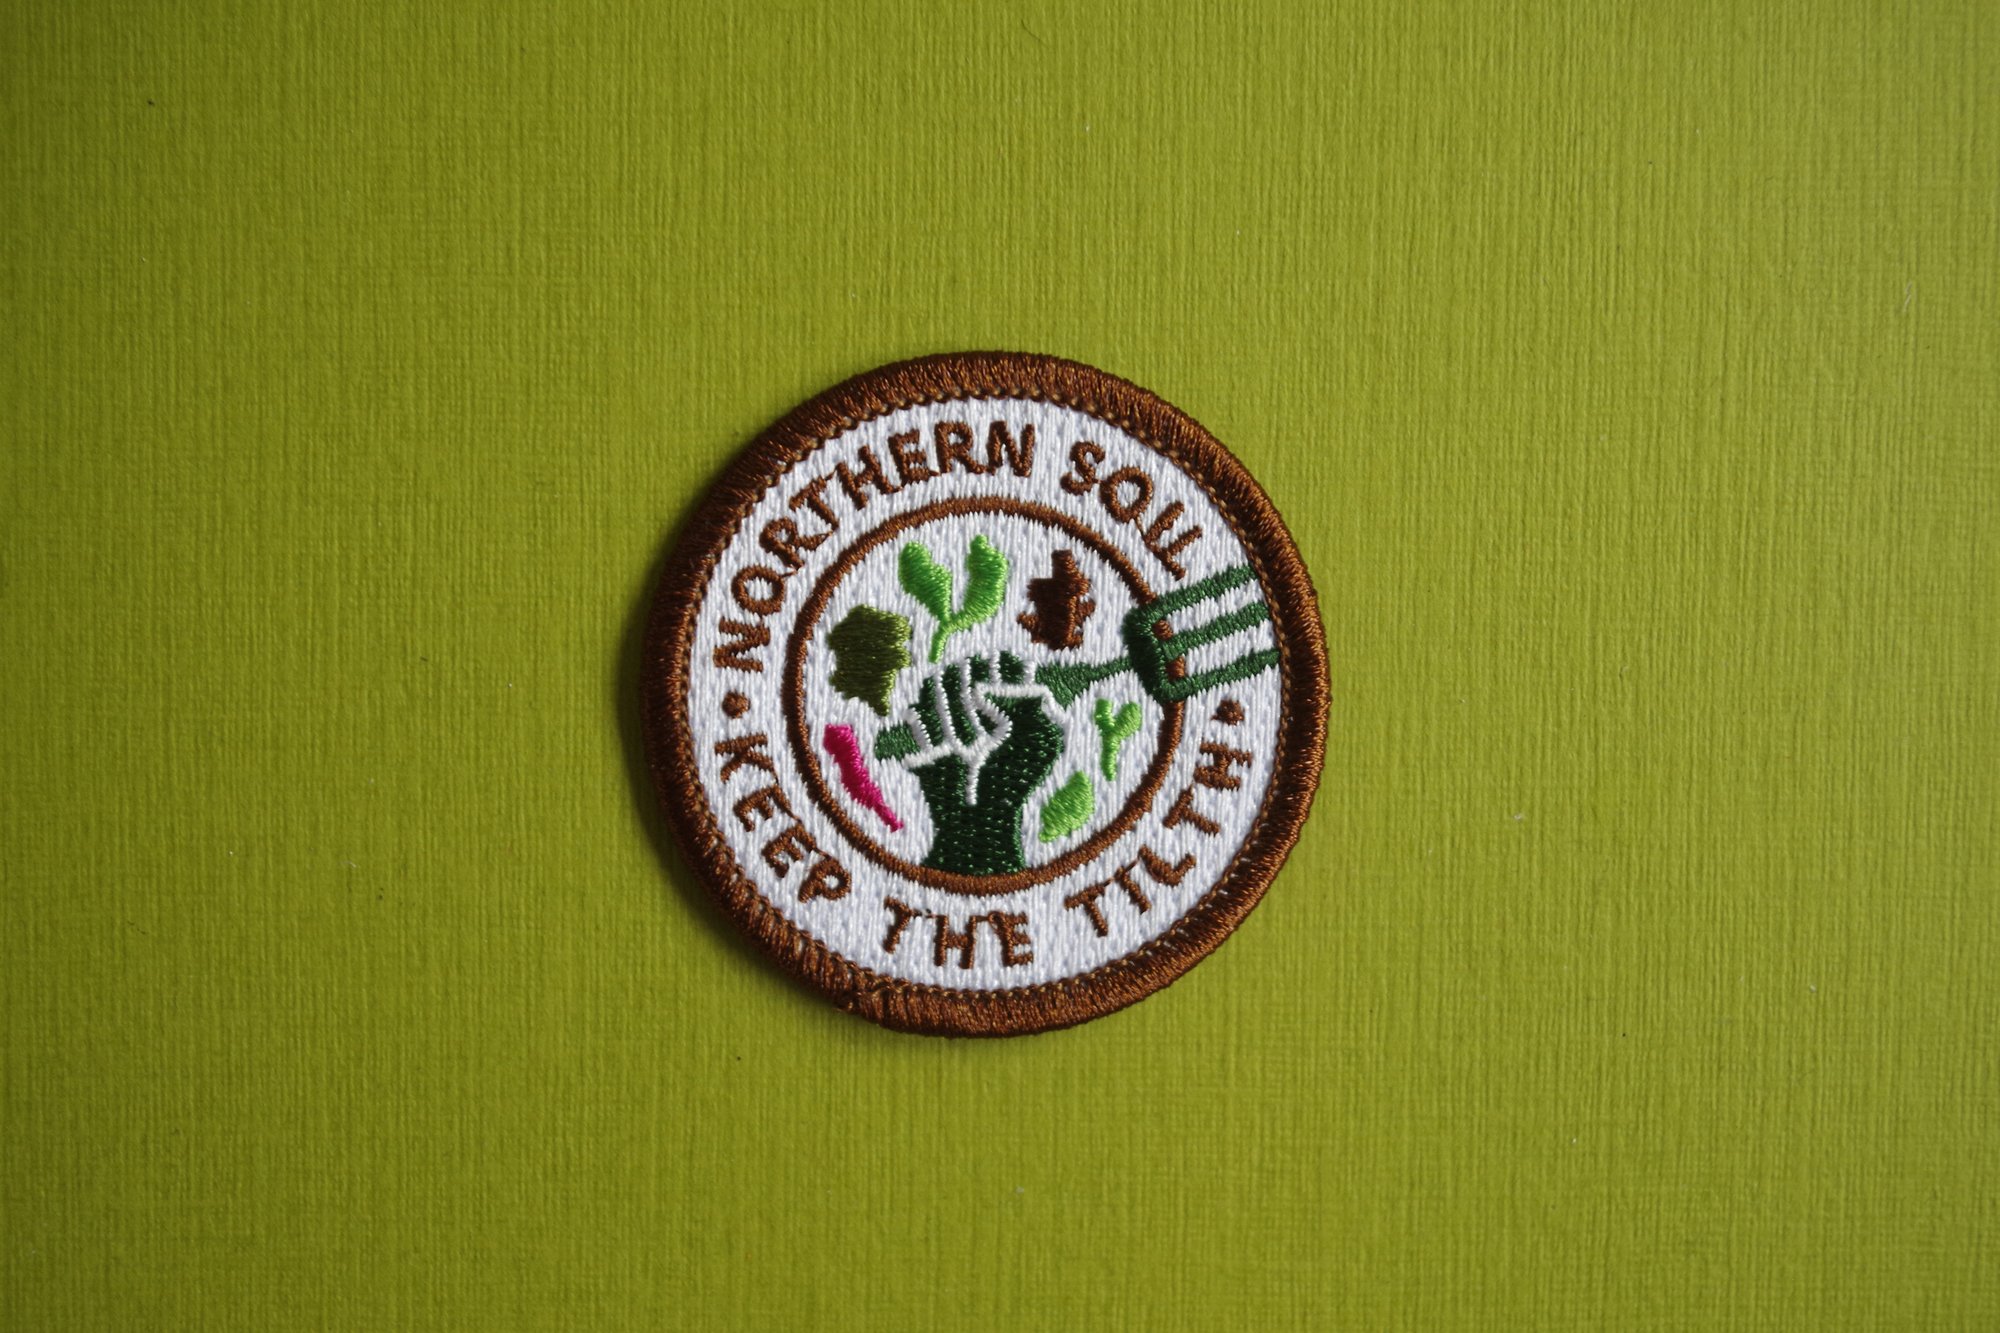 NORTHERN SOIL
• KEEP THE TILTH •